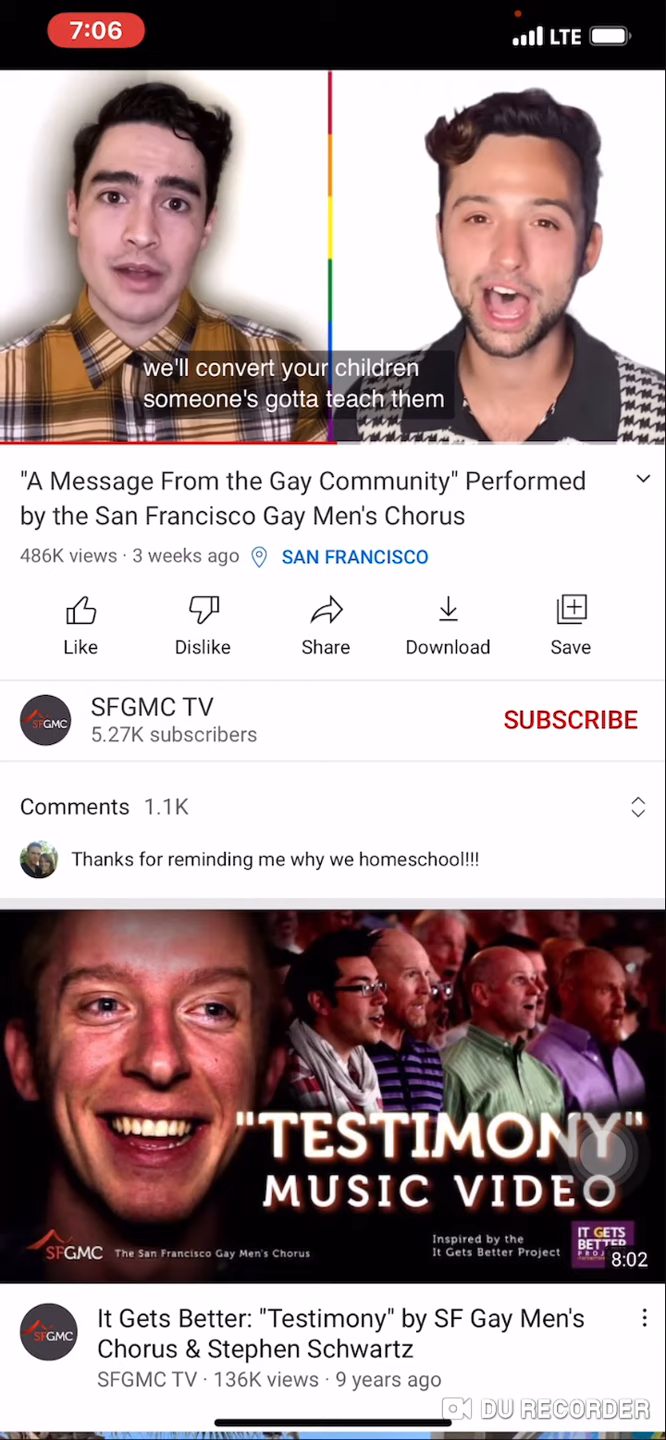 7:06
LTE
we'll convert your children
someone's gotta teach them
"A Message From the Gay Community" Performed
by the San Francisco Gay Men's Chorus
486K views · 3 weeks ago SAN FRANCISCO
Like Dislike Share Download Save
SFGMC
SFGMC TV
5.27K subscribers
SUBSCRIBE
Comments 1.1K
Thanks for reminding me why we homeschool!!!
"TESTIMONY"
MUSIC VIDEO
SFGMC The San Francisco Gay Men's Chorus
Inspired by the
It Gets Better Project
IT GETS
BETTER
8:02
SFGMC
It Gets Better: "Testimony" by SF Gay Men's
Chorus & Stephen Schwartz
SFGMC TV · 136K views · 9 years ago
DU RECORDER